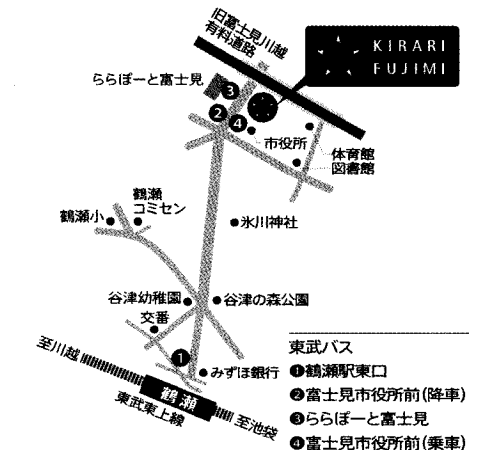 旧富士見川越
有料道路
KIRARI
FUJIMI
ららぽーと富士見
❸
❷
❹
市役所
体育館
図書館
鶴瀬
コミセン
鶴瀬小
氷川神社
谷津幼稚園
谷津の森公園
交番
❶
みずほ銀行
至川越
鶴瀬
東武東上線
至池袋
東武バス
❶鶴瀬駅東口
❷富士見市役所前(降車)
❸ららぽーと富士見
❹富士見市役所前(乗車)